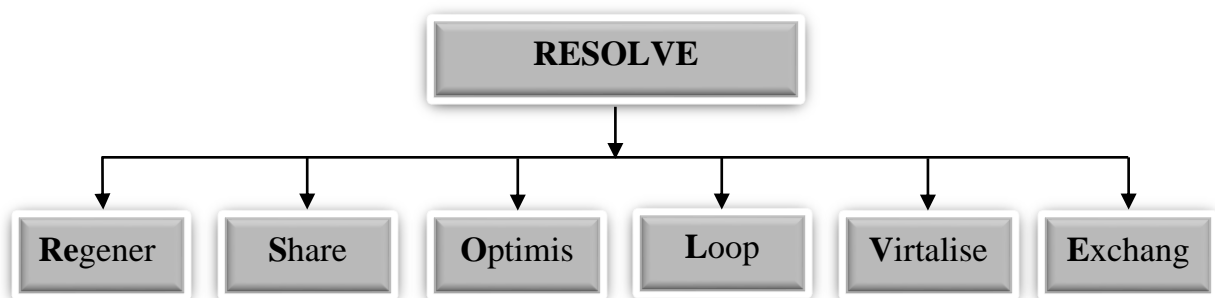 RESOLVE
Regener
Share
Optimis
Loop
Virtalise
Exchang